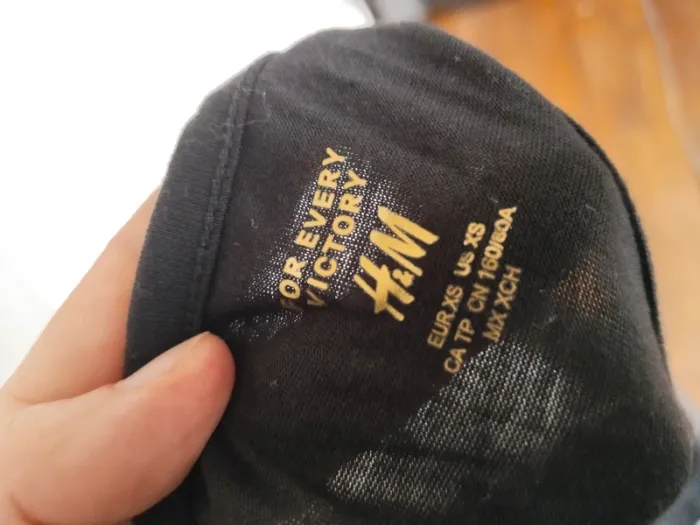 FOR EVERY
VICTORY
H&M
EUR XS US XS
CA TP CN 160/80A
MX XCH